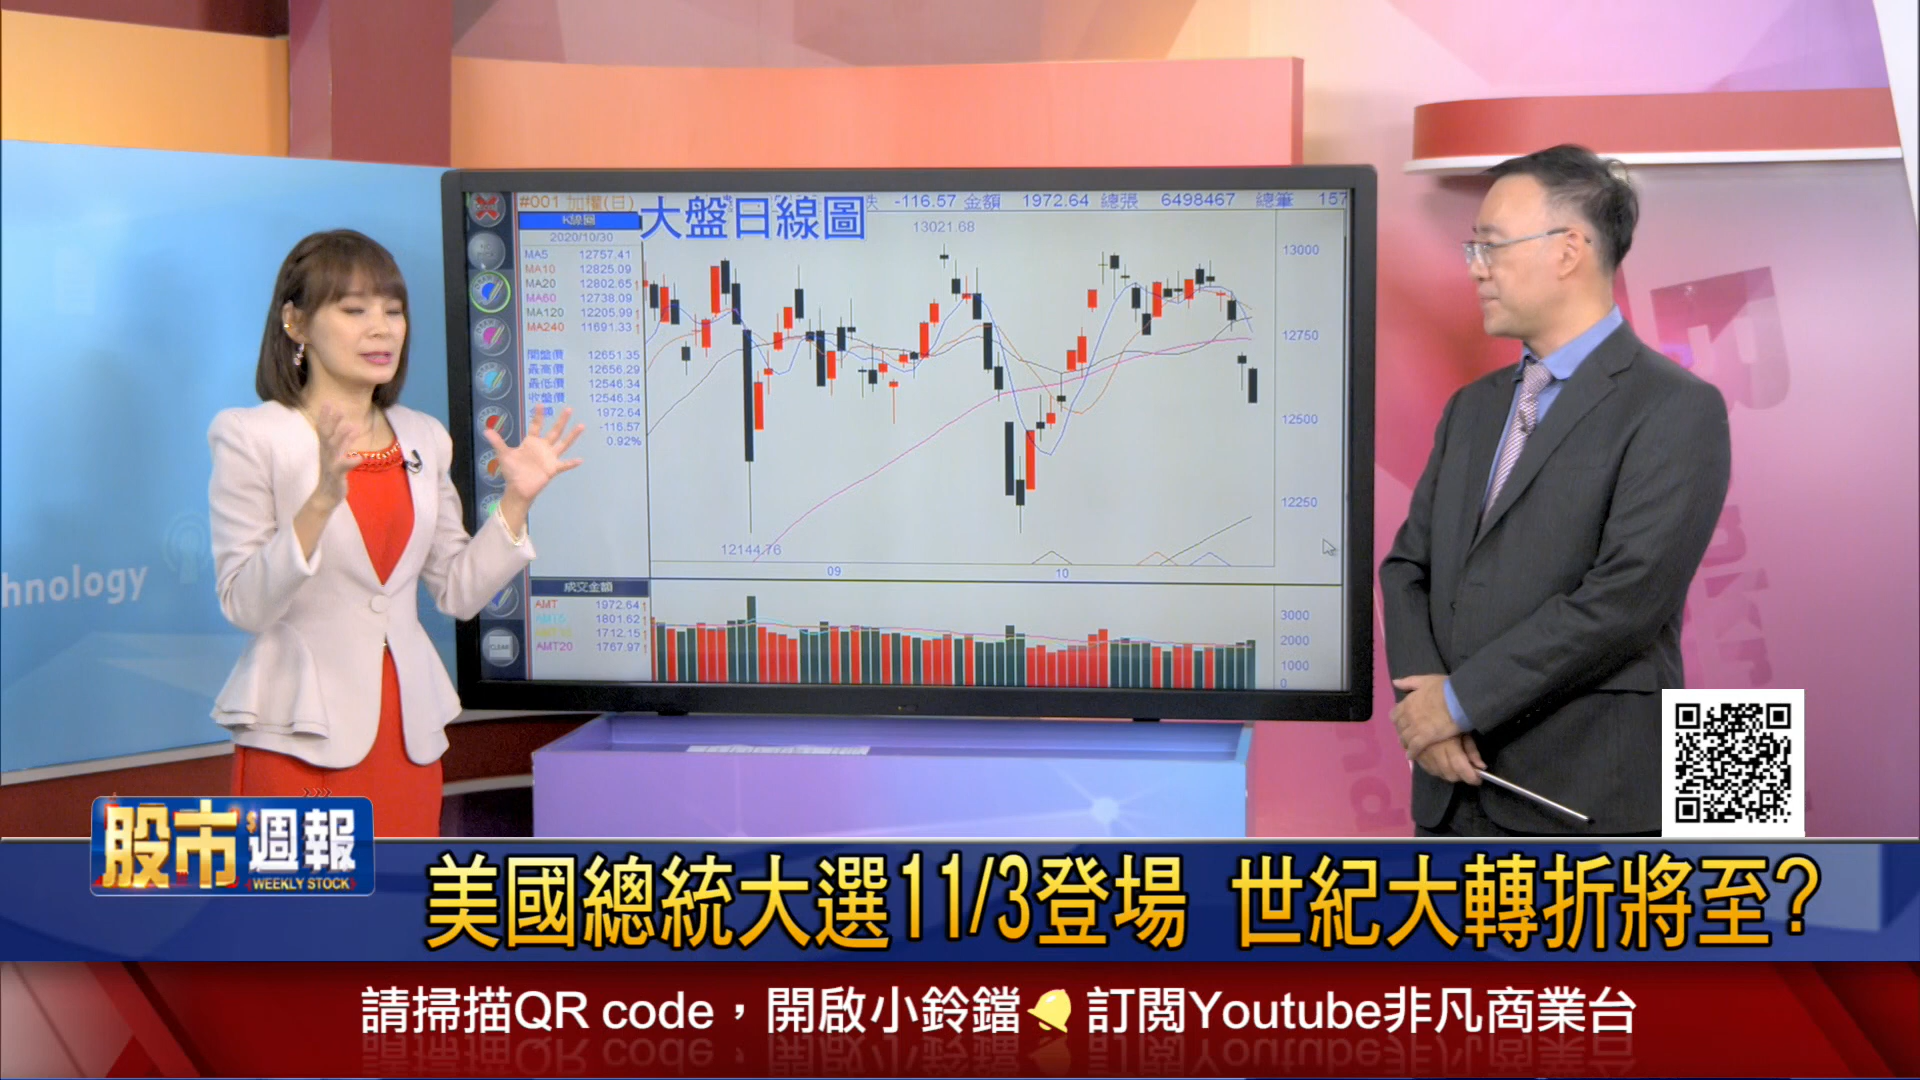 #001 加權(日)
大盤日線圖
跌 -116.57 金額 1972.64 總張 6498467 總筆 157
K線圖
2020/10/30
13021.68
MA5 12757.41
MA10 12825.09
MA20 12802.65↑
MA60 12738.09
MA120 12205.99↑
MA240 11691.33↑
開盤價 12651.35
最高價 12656.29
最低價 12546.34
收盤價 12546.34
1972.64
-116.57
0.92%
13000
12750
12500
12250
12144.76
09
10
成交金額
AMT 1972.64↑
1801.62↑
1712.15↑
AMT20 1767.97↑
3000
2000
1000
0
CLEAR
hnology
股市週報
WEEKLY STOCK
美國總統大選11/3登場 世紀大轉折將至?
請掃描QR code，開啟小鈴鐺🔔訂閱Youtube非凡商業台